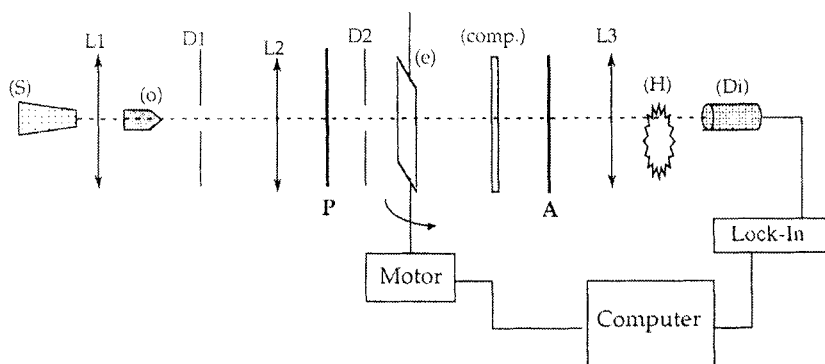 (S)
L1
(o)
D1
L2
P
D2
(e)
(comp.)
A
L3
(H)
(Di)
Lock-In
Motor
Computer